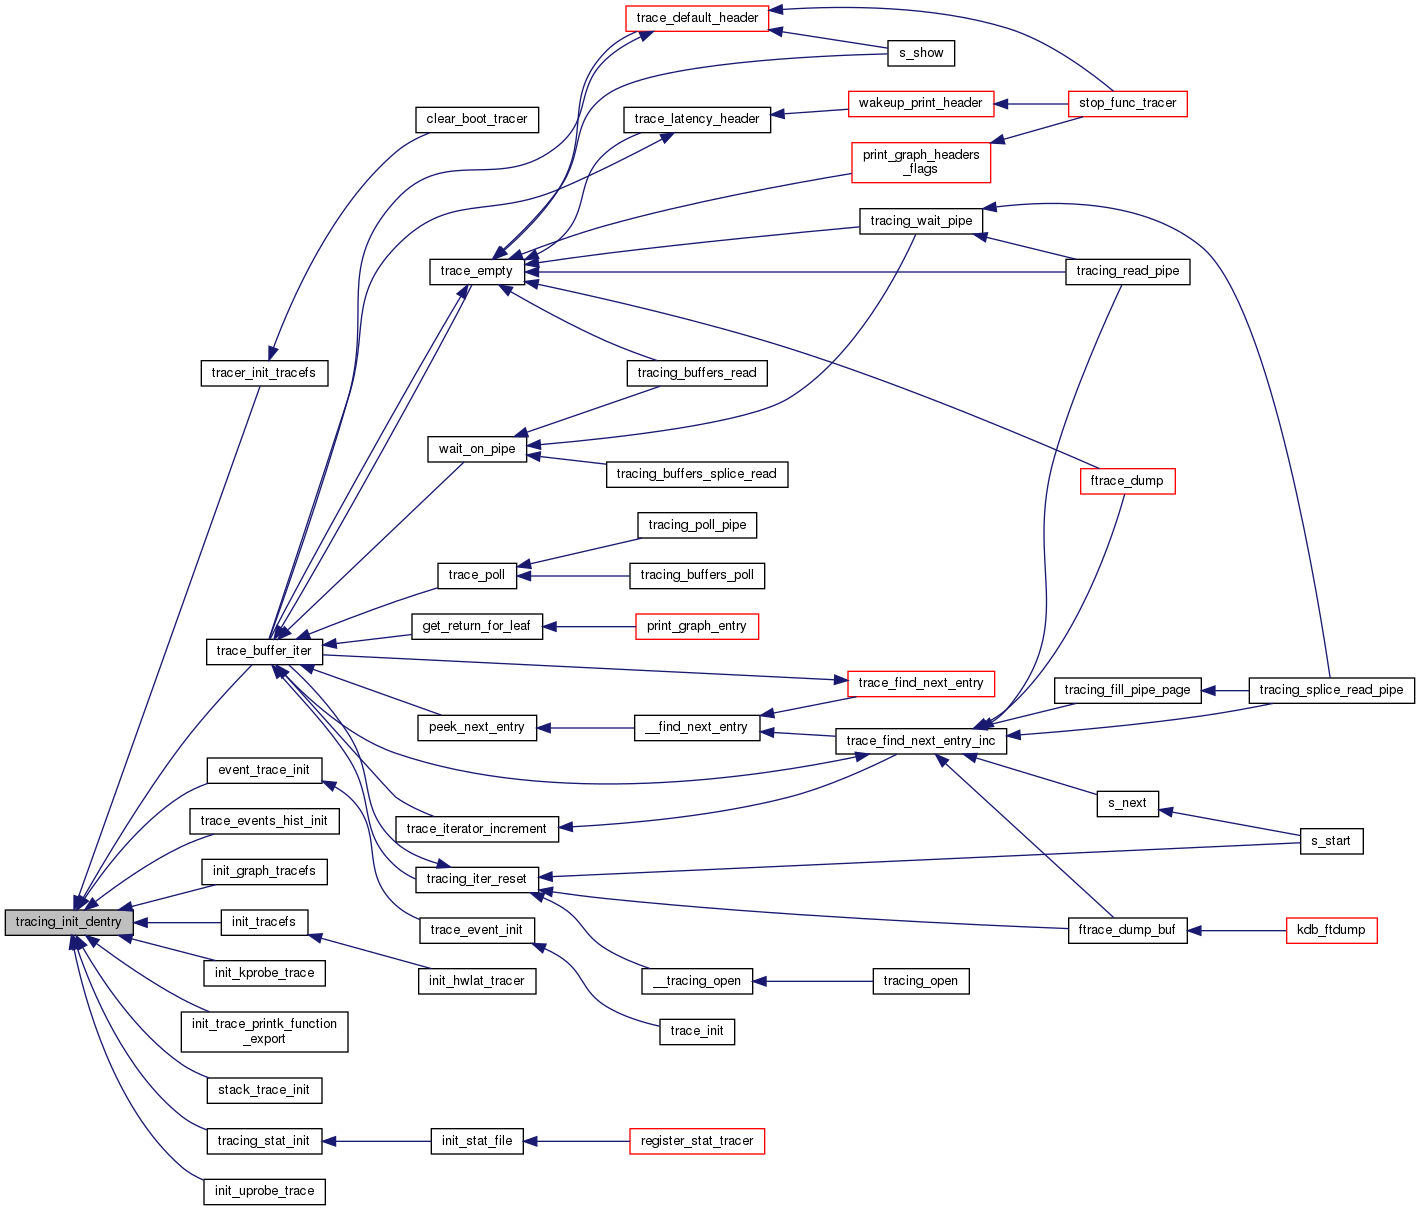 trace_default_header
s_show
stop_func_tracer
wakeup_print_header
clear_boot_tracer
trace_latency_header
print_graph_headers
_flags
tracing_wait_pipe
trace_empty
tracing_read_pipe
tracer_init_tracefs
tracing_buffers_read
wait_on_pipe
tracing_buffers_splice_read
ftrace_dump
tracing_poll_pipe
trace_poll
tracing_buffers_poll
get_return_for_leaf
print_graph_entry
trace_buffer_iter
trace_find_next_entry
tracing_fill_pipe_page
tracing_splice_read_pipe
peek_next_entry
__find_next_entry
trace_find_next_entry_inc
event_trace_init
s_next
trace_events_hist_init
trace_iterator_increment
s_start
init_graph_tracefs
tracing_iter_reset
tracing_init_dentry
init_tracefs
trace_event_init
ftrace_dump_buf
kdb_ftdump
init_kprobe_trace
init_hwlat_tracer
__tracing_open
tracing_open
init_trace_printk_function
_export
trace_init
stack_trace_init
tracing_stat_init
init_stat_file
register_stat_tracer
init_uprobe_trace